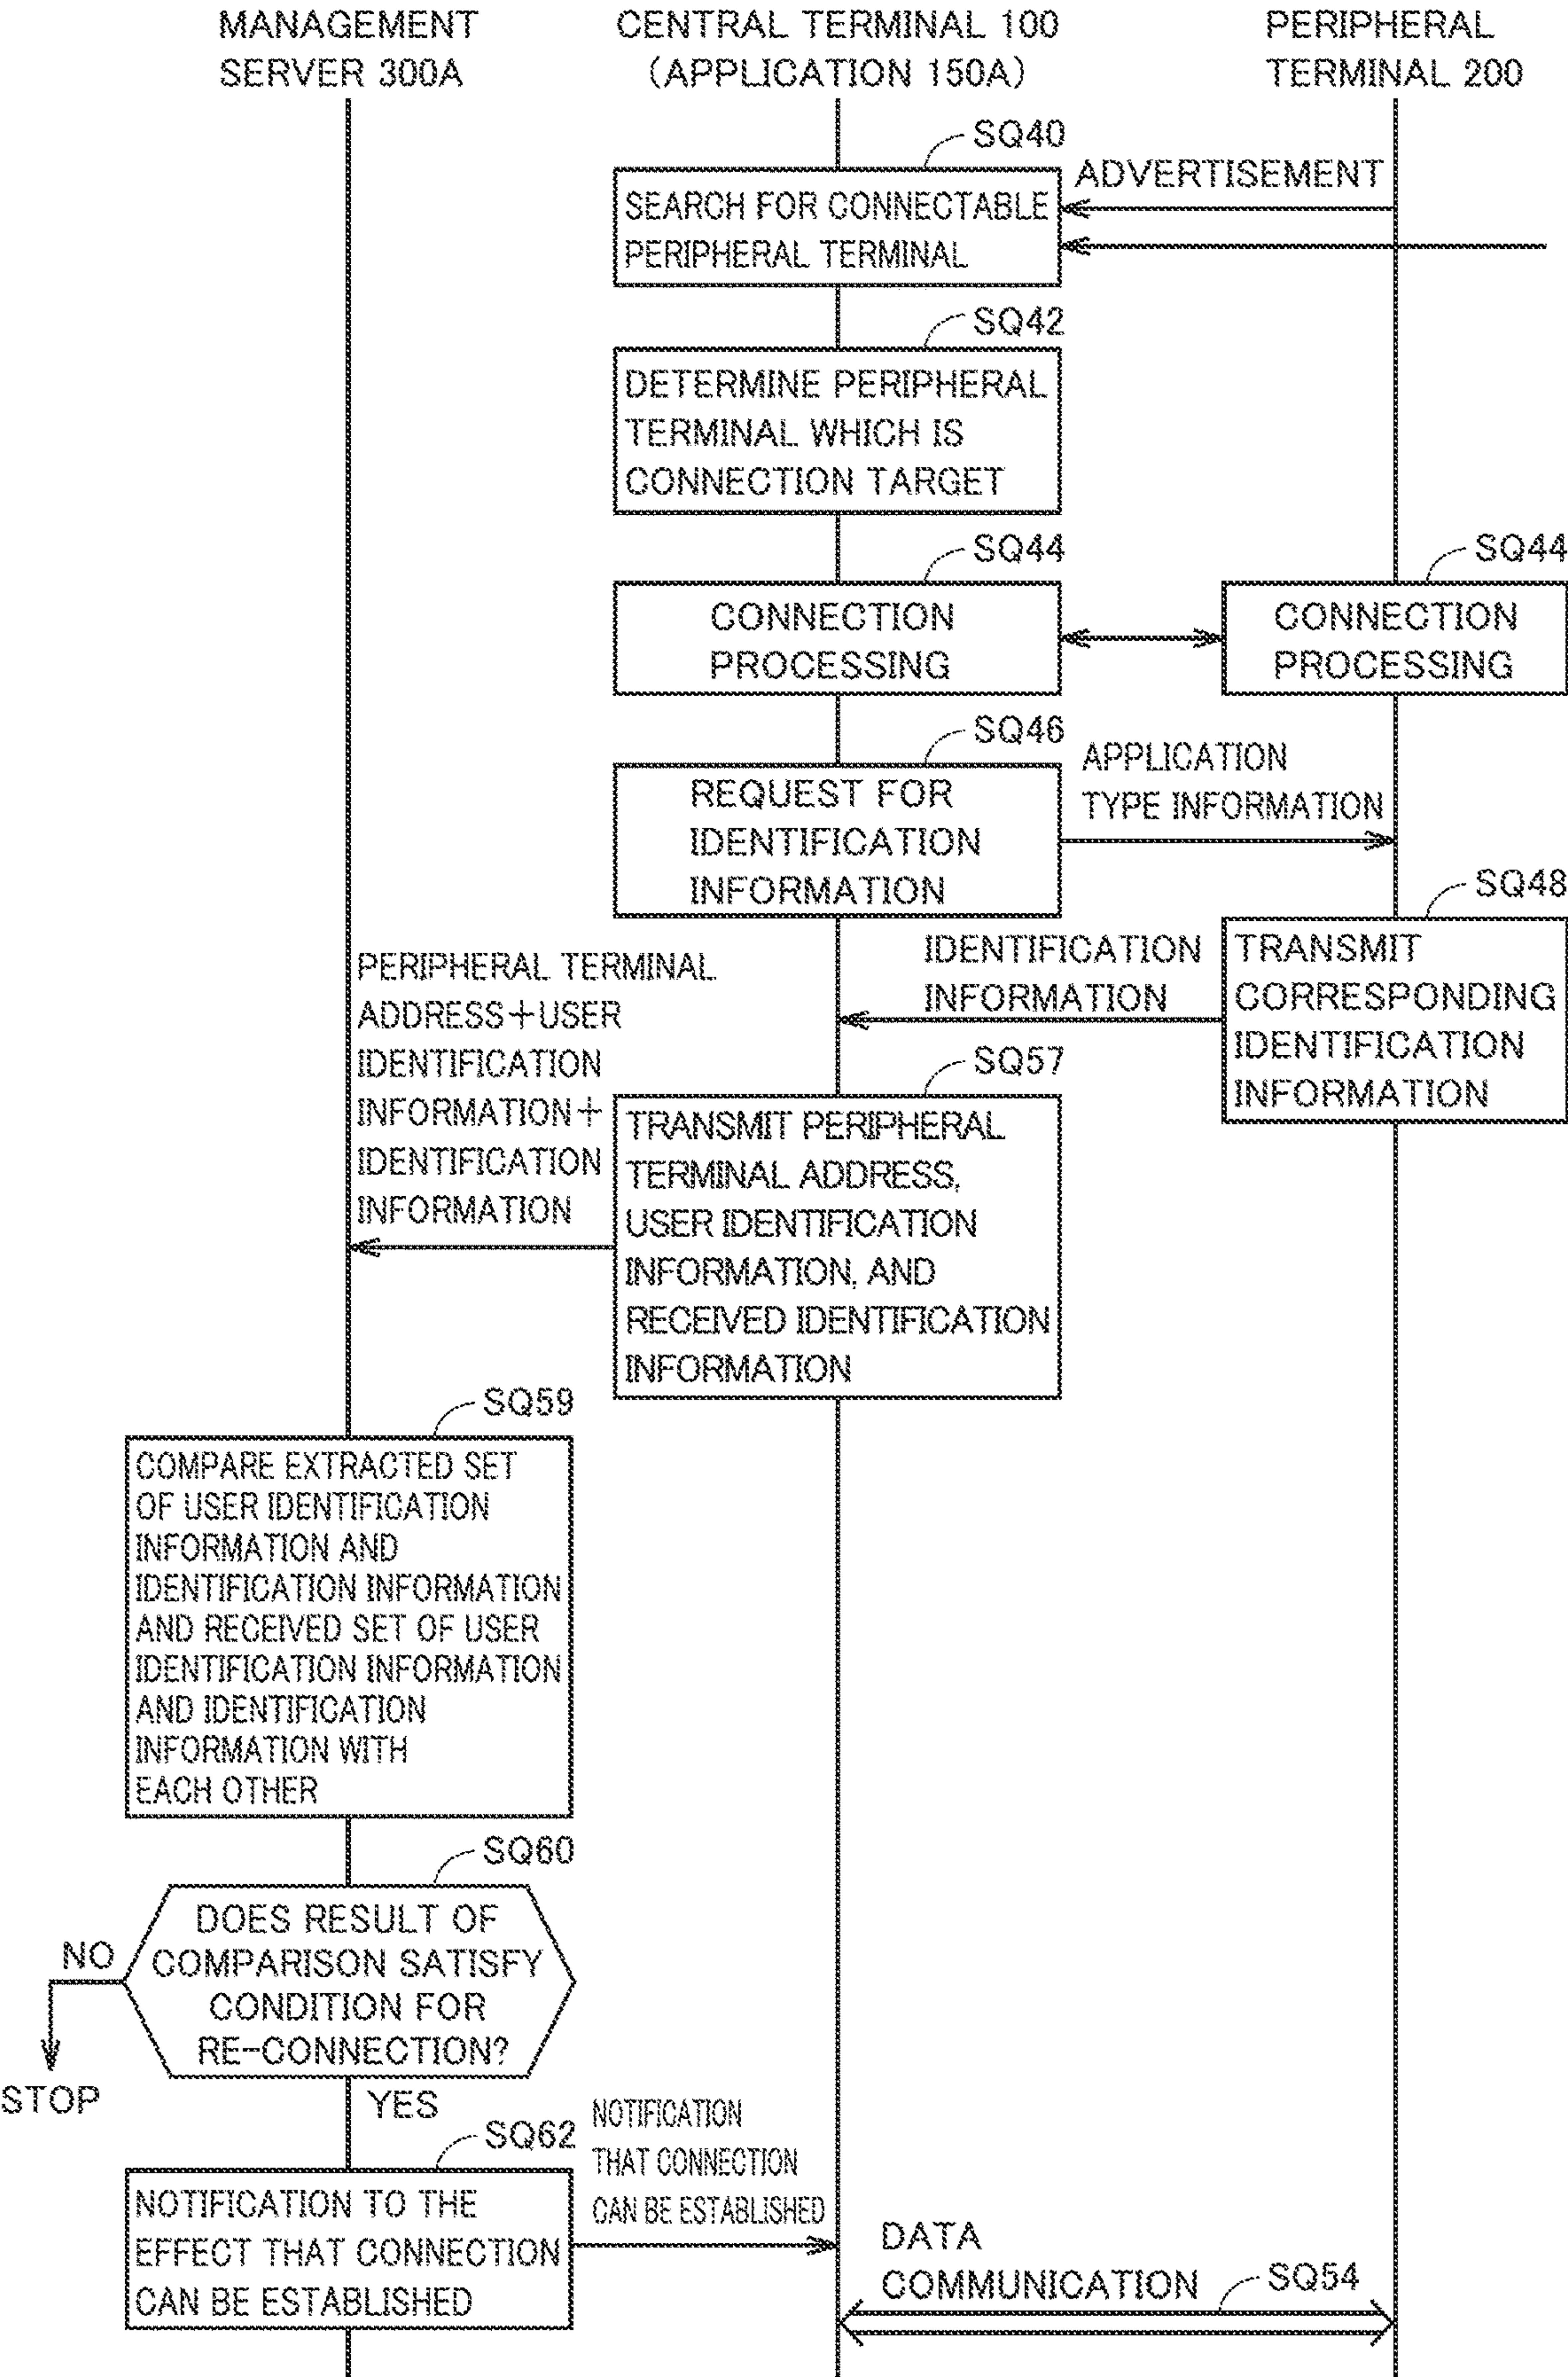 MANAGEMENT
SERVER 300A
CENTRAL TERMINAL 100
(APPLICATION 150A)
PERIPHERAL
TERMINAL 200
SQ40
ADVERTISEMENT
SEARCH FOR CONNECTABLE
PERIPHERAL TERMINAL
SQ42
DETERMINE PERIPHERAL
TERMINAL WHICH IS
CONNECTION TARGET
SQ44
CONNECTION
PROCESSING
SQ44
CONNECTION
PROCESSING
SQ46
REQUEST FOR
IDENTIFICATION
INFORMATION
APPLICATION
TYPE INFORMATION
SQ48
TRANSMIT
CORRESPONDING
IDENTIFICATION
INFORMATION
IDENTIFICATION
INFORMATION
PERIPHERAL TERMINAL
ADDRESS+USER
IDENTIFICATION
INFORMATION+
IDENTIFICATION
INFORMATION
SQ57
TRANSMIT PERIPHERAL
TERMINAL ADDRESS,
USER IDENTIFICATION
INFORMATION, AND
RECEIVED IDENTIFICATION
INFORMATION
SQ59
COMPARE EXTRACTED SET
OF USER IDENTIFICATION
INFORMATION AND
IDENTIFICATION INFORMATION
AND RECEIVED SET OF USER
IDENTIFICATION INFORMATION
AND IDENTIFICATION
INFORMATION WITH
EACH OTHER
SQ60
DOES RESULT OF
COMPARISON SATISFY
CONDITION FOR
RE-CONNECTION?
NO
STOP
YES
SQ62
NOTIFICATION TO THE
EFFECT THAT CONNECTION
CAN BE ESTABLISHED
NOTIFICATION
THAT CONNECTION
CAN BE ESTABLISHED
DATA
COMMUNICATION
SQ54